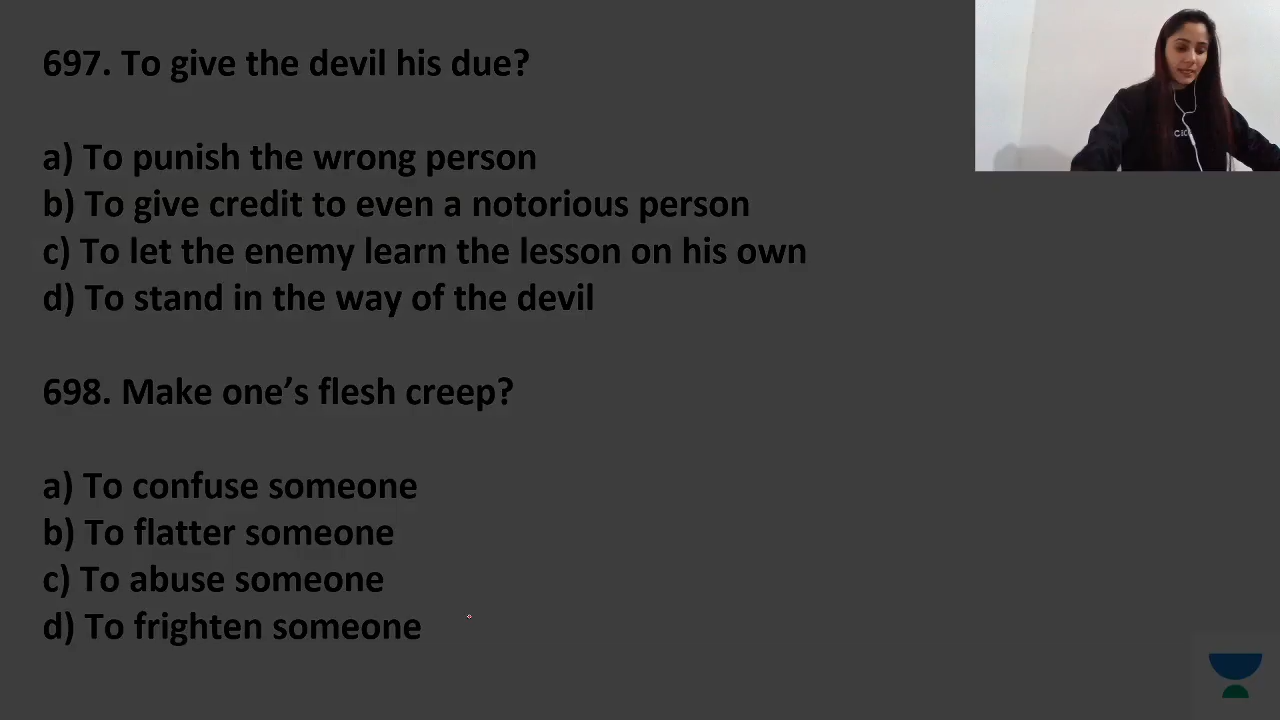 697. To give the devil his due?
a) To punish the wrong person
b) To give credit to even a notorious person
c) To let the enemy learn the lesson on his own
d) To stand in the way of the devil
698. Make one’s flesh creep?
a) To confuse someone
b) To flatter someone
c) To abuse someone
d) To frighten someone